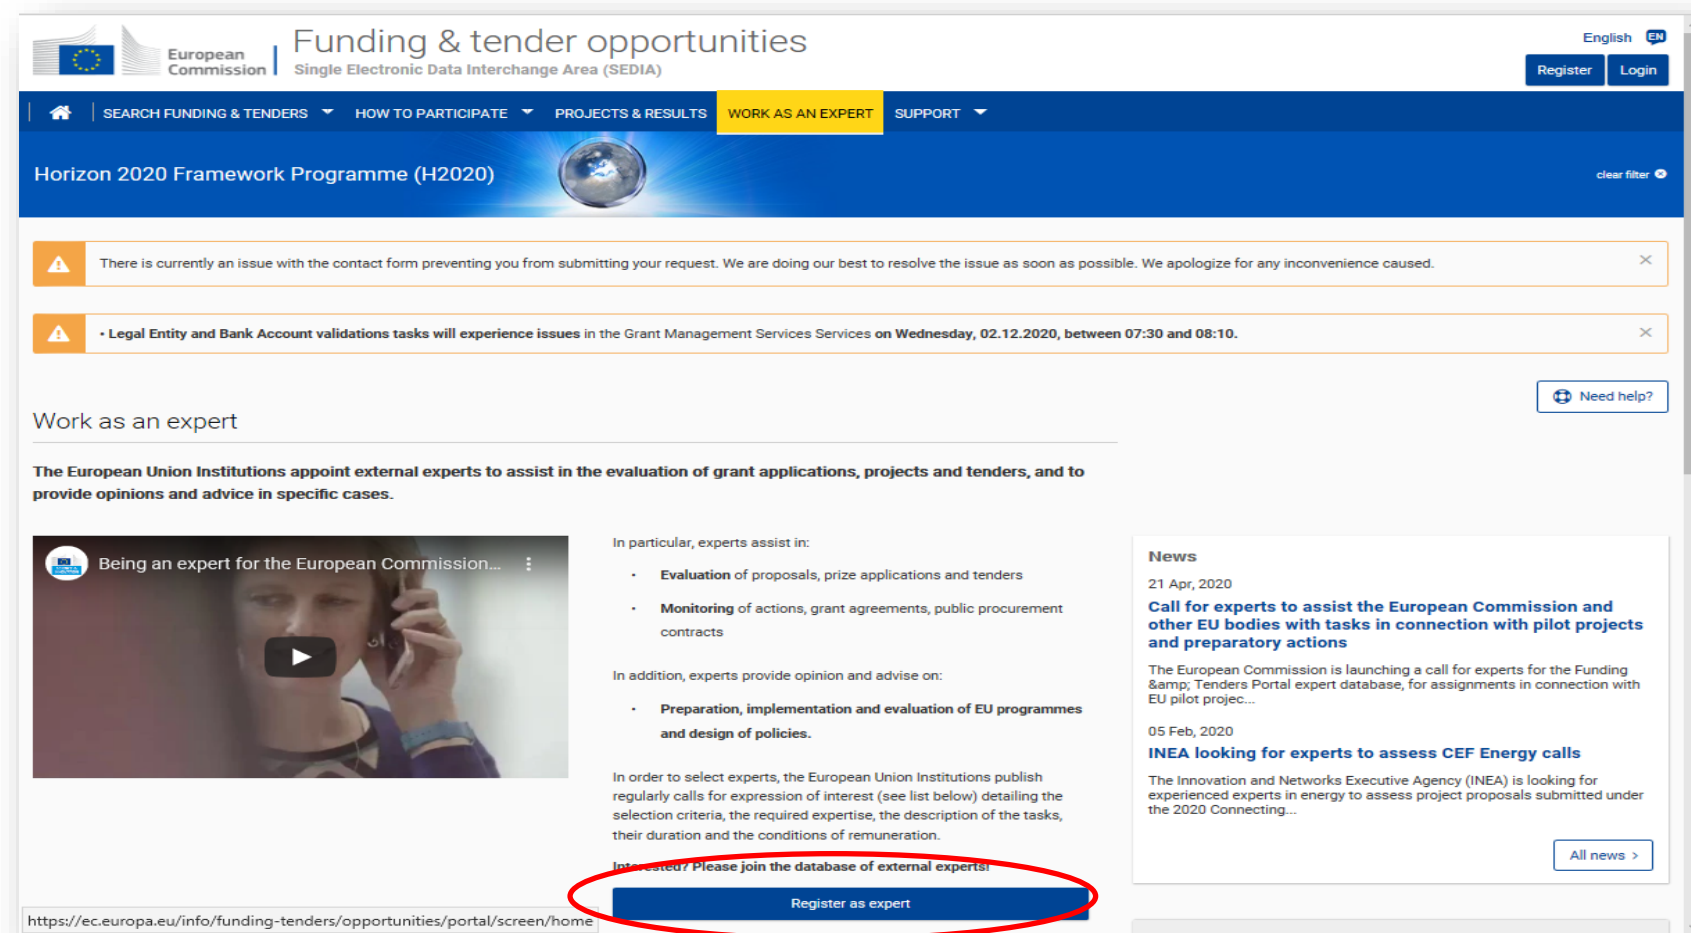 European
Commission
Funding & tender opportunities
Single Electronic Data Interchange Area (SEDIA)
English EN
Register Login
SEARCH FUNDING & TENDERS HOW TO PARTICIPATE PROJECTS & RESULTS WORK AS AN EXPERT SUPPORT
Horizon 2020 Framework Programme (H2020)
clear filter
There is currently an issue with the contact form preventing you from submitting your request. We are doing our best to resolve the issue as soon as possible. We apologize for any inconvenience caused.
• Legal Entity and Bank Account validations tasks will experience issues in the Grant Management Services Services on Wednesday, 02.12.2020, between 07:30 and 08:10.
Need help?
Work as an expert
The European Union Institutions appoint external experts to assist in the evaluation of grant applications, projects and tenders, and to
provide opinions and advice in specific cases.
Being an expert for the European Commission...
In particular, experts assist in:
• Evaluation of proposals, prize applications and tenders
• Monitoring of actions, grant agreements, public procurement
contracts
In addition, experts provide opinion and advise on:
• Preparation, implementation and evaluation of EU programmes
and design of policies.
In order to select experts, the European Union Institutions publish
regularly calls for expression of interest (see list below) detailing the
selection criteria, the required expertise, the description of the tasks,
their duration and the conditions of remuneration.
Interested? Please join the database of external experts!
Register as expert
News
21 Apr, 2020
Call for experts to assist the European Commission and
other EU bodies with tasks in connection with pilot projects
and preparatory actions
The European Commission is launching a call for experts for the Funding
&amp; Tenders Portal expert database, for assignments in connection with
EU pilot projec...
05 Feb, 2020
INEA looking for experts to assess CEF Energy calls
The Innovation and Networks Executive Agency (INEA) is looking for
experienced experts in energy to assess project proposals submitted under
the 2020 Connecting...
All news >
https://ec.europa.eu/info/funding-tenders/opportunities/portal/screen/home